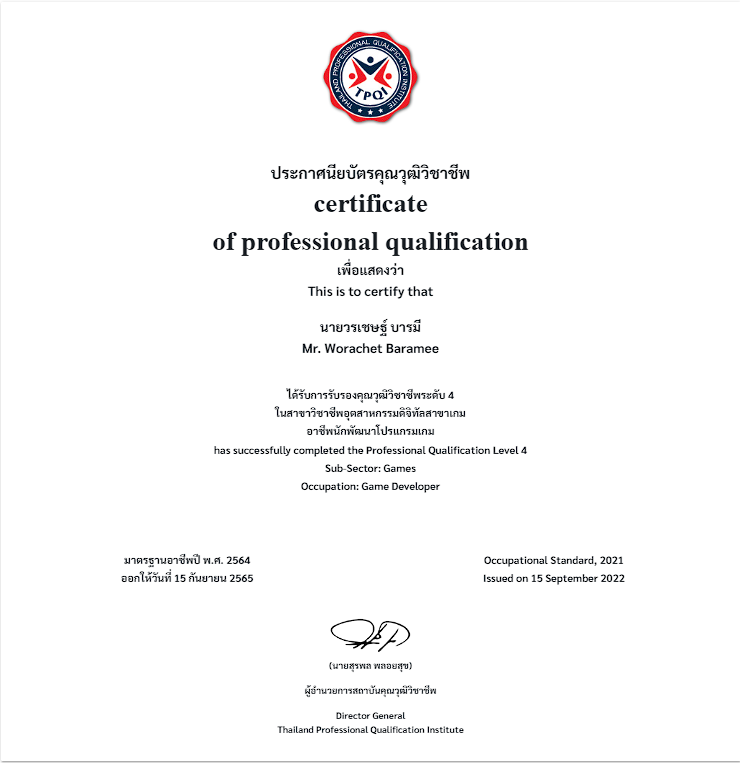 THAILAND PROFESSIONAL QUALIFICATION INSTITUTE
TPQI
ประกาศนียบัตรคุณวุฒิวิชาชีพ
certificate
of professional qualification
เพื่อแสดงว่า
This is to certify that
นายวรเชษฐ์ บารมี
Mr. Worachet Baramee
ได้รับการรับรองคุณวุฒิวิชาชีพระดับ 4
ในสาขาวิชาชีพอุตสาหกรรมดิจิทัลสาขาเกม
อาชีพนักพัฒนาโปรแกรมเกม
has successfully completed the Professional Qualification Level 4
Sub-Sector: Games
Occupation: Game Developer
มาตรฐานอาชีพปี พ.ศ. 2564
ออกให้วันที่ 15 กันยายน 2565
Occupational Standard, 2021
Issued on 15 September 2022
(นายสุรพล พลอยสุข)
ผู้อำนวยการสถาบันคุณวุฒิวิชาชีพ
Director General
Thailand Professional Qualification Institute